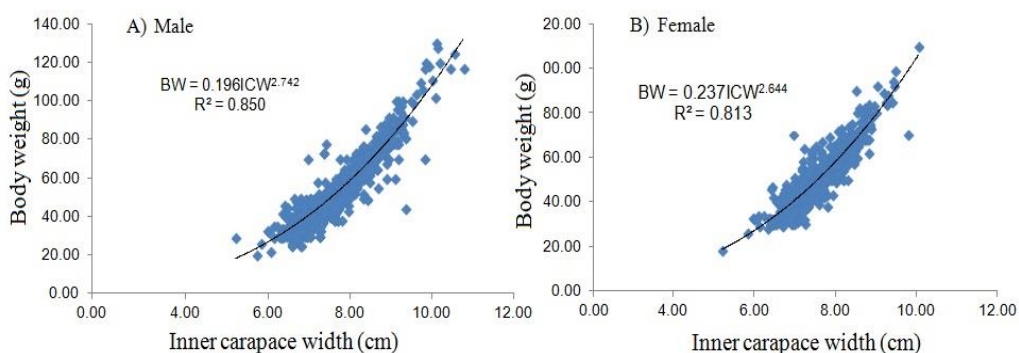 A) Male
140.00
120.00
100.00
80.00
60.00
40.00
20.00
0.00
Body weight (g)
BW = 0.196ICW2.742
R² = 0.850
0.00 6.00 8.00 10.00 12.00
Inner carapace width (cm)
B) Female
20.00
00.00
80.00
60.00
40.00
20.00
.00
Body weight (g)
BW = 0.237ICW2.644
R² = 0.813
0.00 4.00 6.00 8.00 10.00 12.00
Inner carapace width (cm)